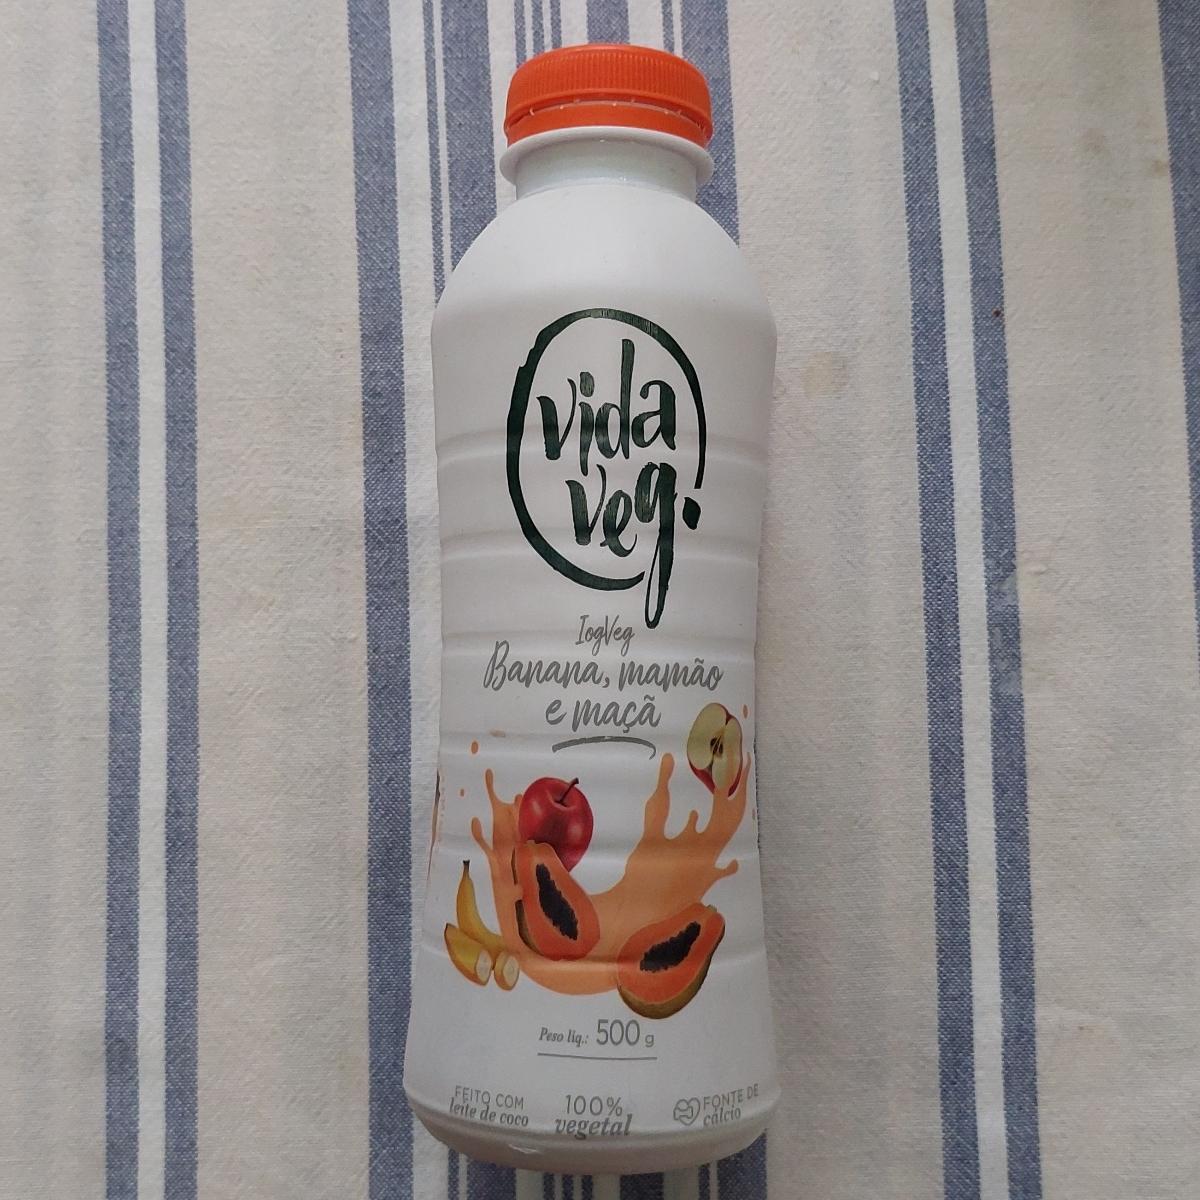 vida
veg.
IogVeg
Banana, mamão
e maçã
Peso líq.: 500 g
FEITO COM
leite de coco
100%
vegetal
FONTE DE
cálcio